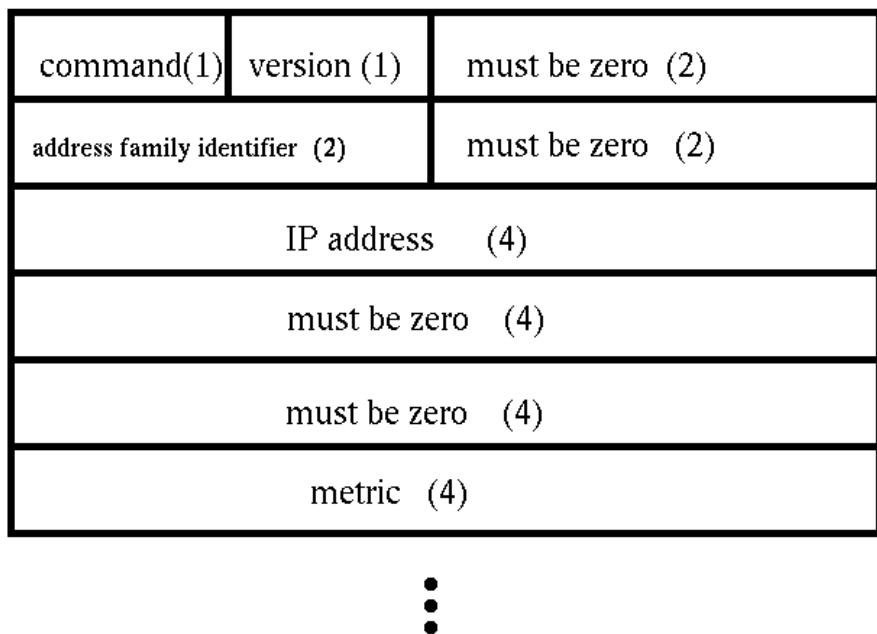 command(1) version (1) must be zero (2)
address family identifier (2) must be zero (2)
IP address (4)
must be zero (4)
must be zero (4)
metric (4)